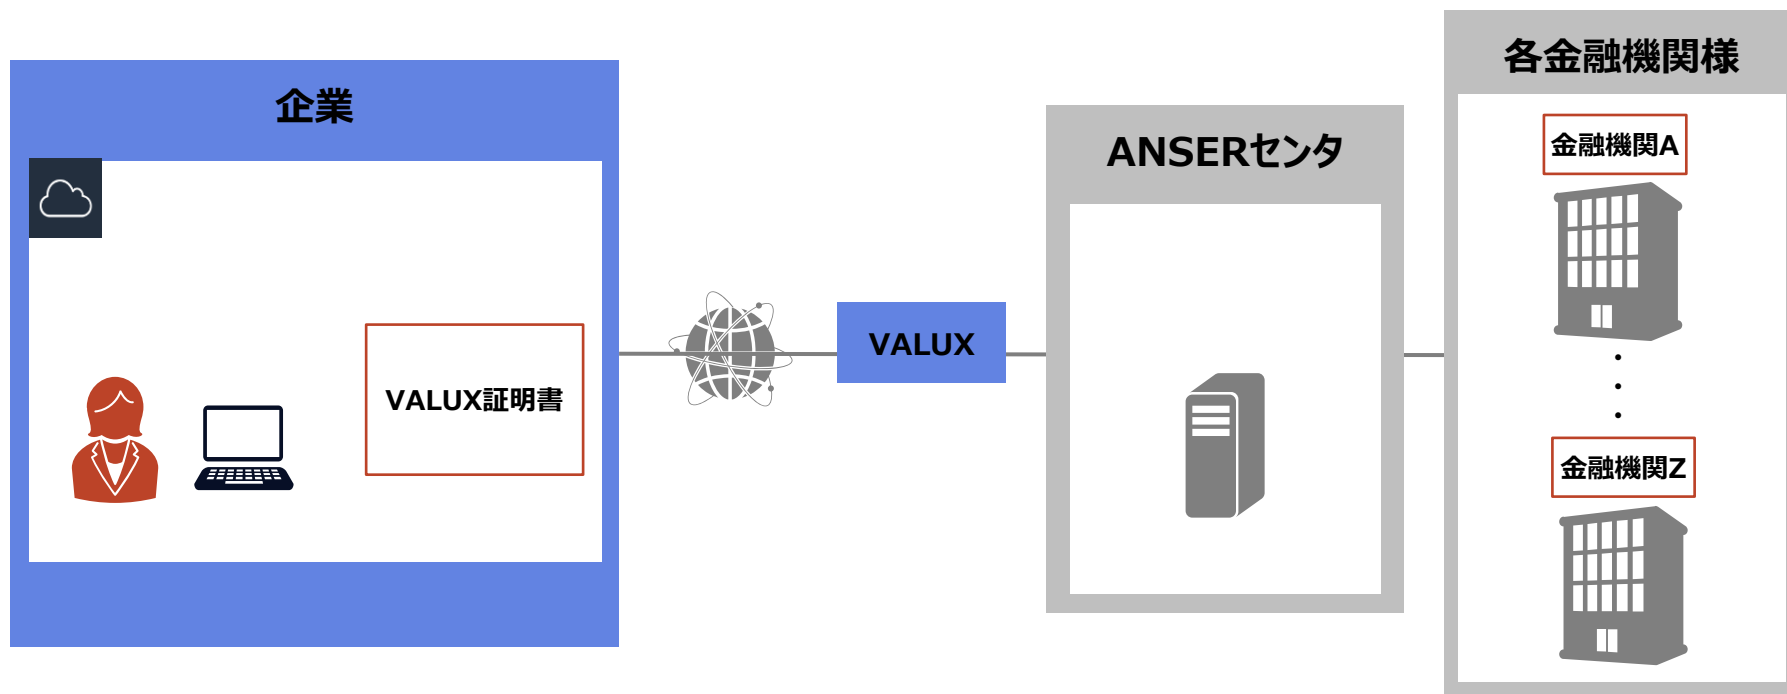 企業
VALUX証明書
VALUX
ANSERセンタ
各金融機関様
金融機関A
・
・
・
金融機関Z